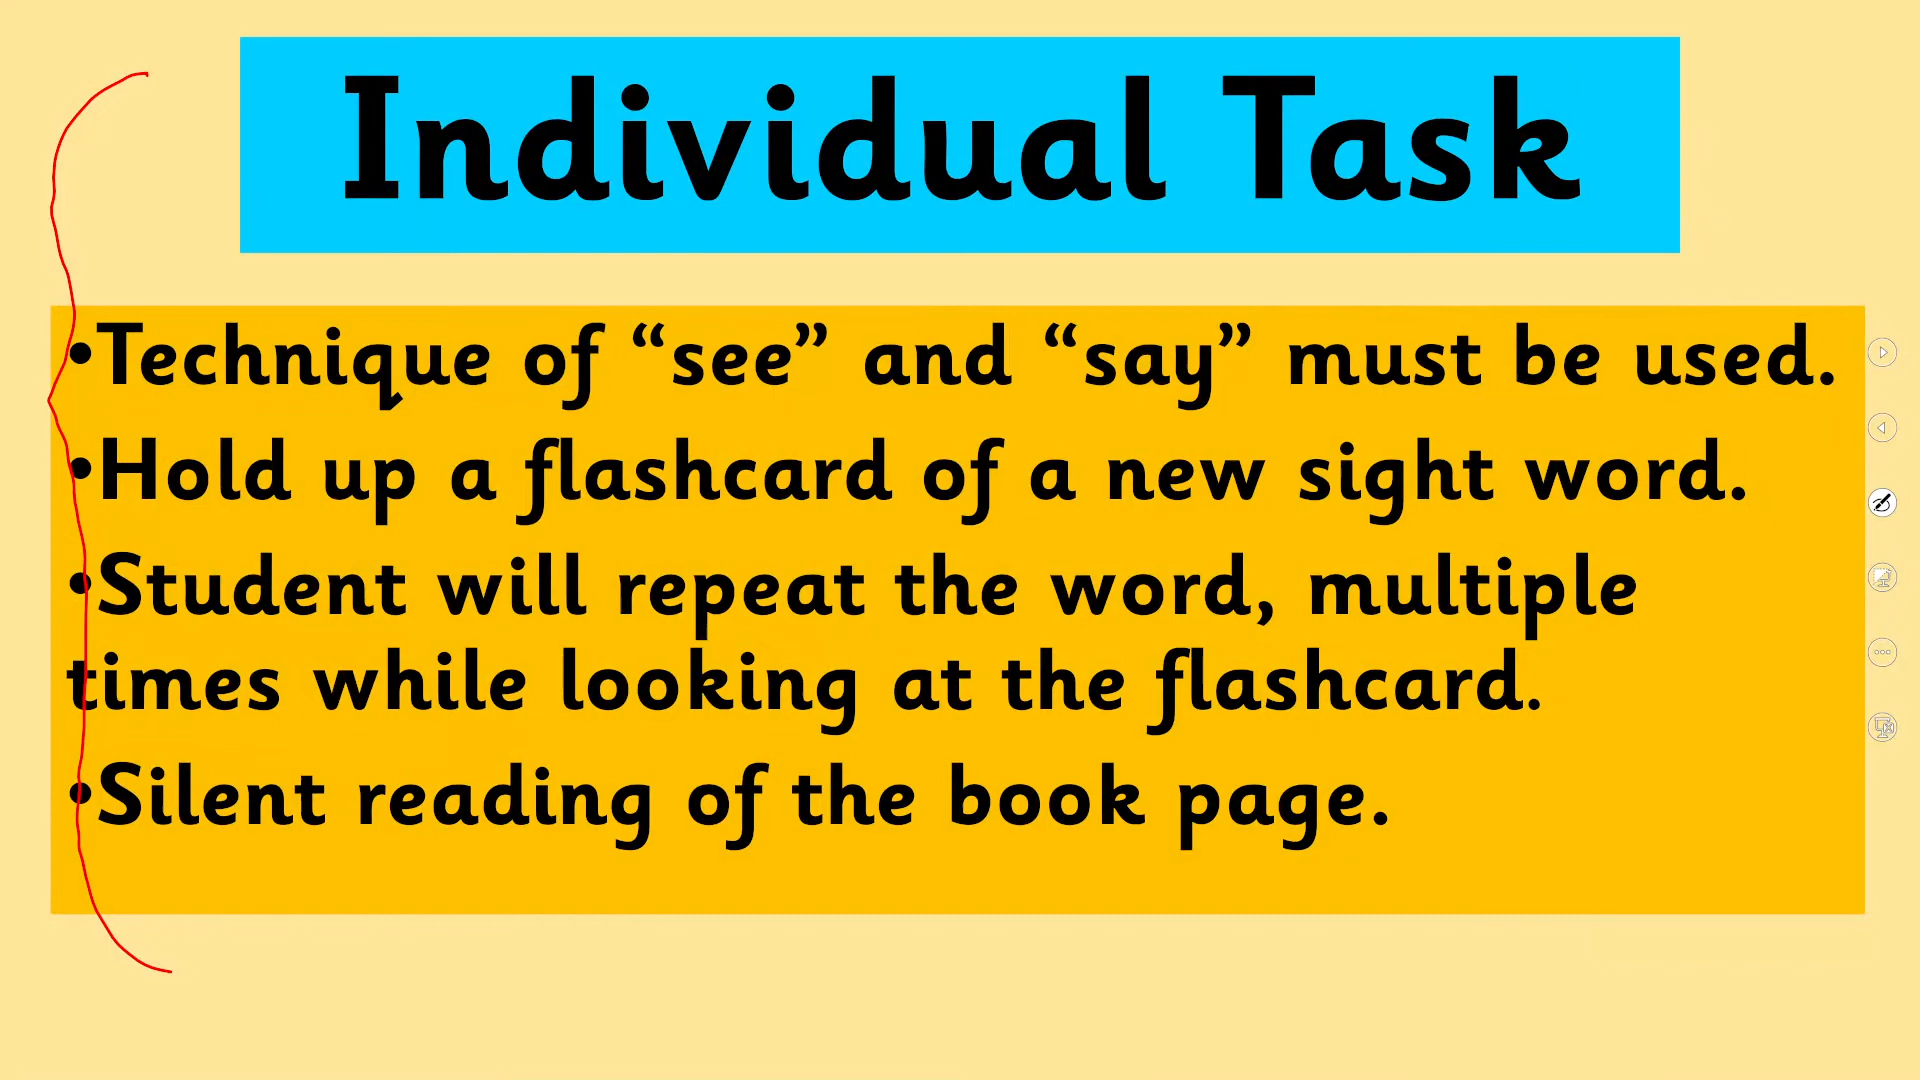 Individual Task
•Technique of “see” and “say” must be used.
•Hold up a flashcard of a new sight word.
•Student will repeat the word, multiple
times while looking at the flashcard.
•Silent reading of the book page.